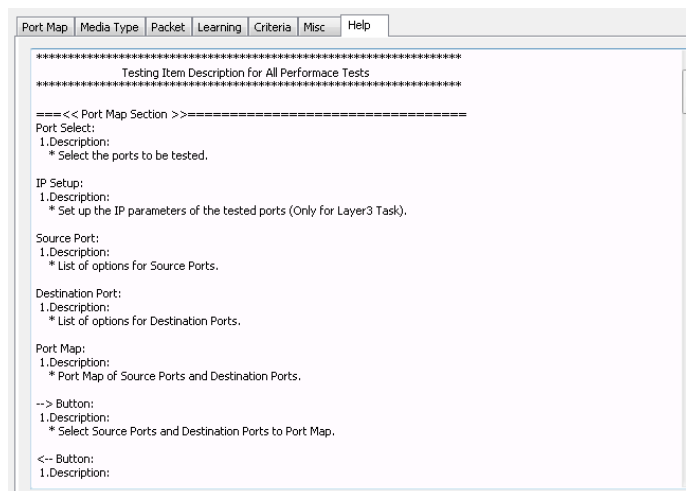 Port Map Media Type Packet Learning Criteria Misc Help
*******************************************************************
Testing Item Description for All Performace Tests
*******************************************************************
===<< Port Map Section >>=================================
Port Select:
1.Description:
* Select the ports to be tested.
IP Setup:
1.Description:
* Set up the IP parameters of the tested ports (Only for Layer3 Task).
Source Port:
1.Description:
* List of options for Source Ports.
Destination Port:
1.Description:
* List of options for Destination Ports.
Port Map:
1.Description:
* Port Map of Source Ports and Destination Ports.
--> Button:
1.Description:
* Select Source Ports and Destination Ports to Port Map.
<-- Button:
1.Description: